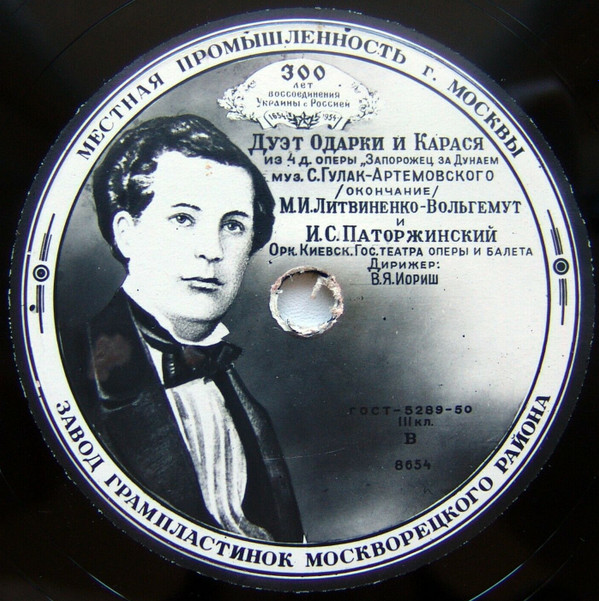 МЕСТНАЯ ПРОМЫШЛЕННОСТЬ г. МОСКВЫ
300
ЛЕТ
ВОССОЕДИНЕНИЯ
УКРАИНЫ С РОССИЕЙ
1654 1954
ДУЭТ ОДАРКИ И КАРАСЯ
ИЗ 4 Д. ОПЕРЫ "ЗАПОРОЖЕЦ ЗА ДУНАЕМ
МУЗ. С. ГУЛАК-АРТЕМОВСКОГО
/ОКОНЧАНИЕ/
М.И. ЛИТВИНЕНКО-ВОЛЬГЕМУТ
И
И.С. ПАТОРЖИНСКИЙ
ОРК. КИЕВСК. ГОС. ТЕАТРА ОПЕРЫ И БАЛЕТА
ДИРИЖЕР:
В.Я. ИОРИШ
ГОСТ-5289-50
III КЛ.
В
8654
ЗАВОД ГРАМПЛАСТИНОК МОСКВОРЕЦКОГО РАЙОНА